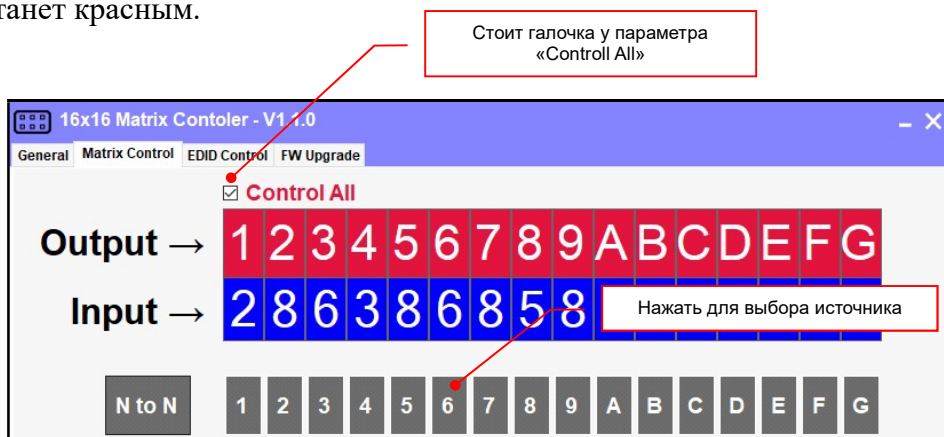 танет красным.
Стоит галочка у параметра
«Controll All»
16x16 Matrix Contoler - V1.1.0
General Matrix Control EDID Control FW Upgrade
Control All
Output → 1 2 3 4 5 6 7 8 9 A B C D E F G
Input → 2 8 6 3 8 6 8 5 8
Нажать для выбора источника
N to N 1 2 3 4 5 6 7 8 9 A B C D E F G